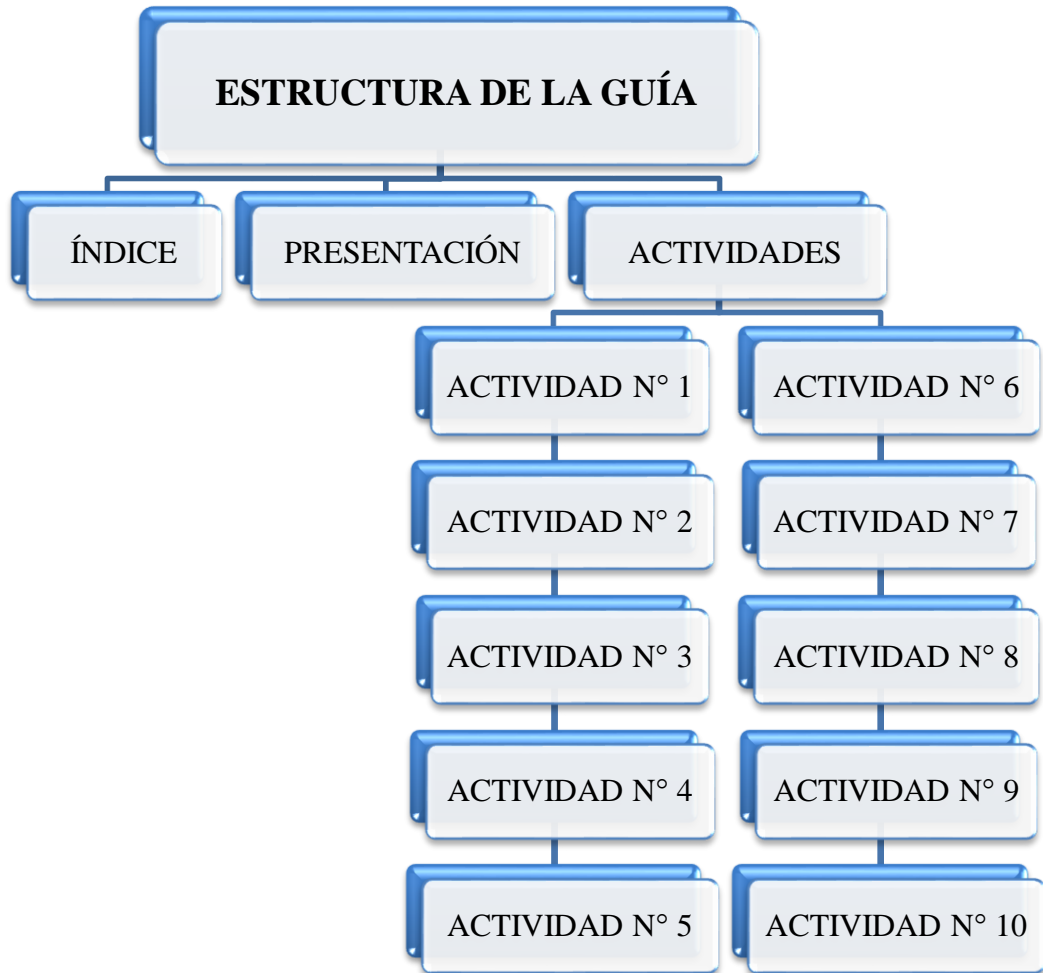 ESTRUCTURA DE LA GUÍA
ÍNDICE
PRESENTACIÓN
ACTIVIDADES
ACTIVIDAD N° 1
ACTIVIDAD N° 6
ACTIVIDAD N° 2
ACTIVIDAD N° 7
ACTIVIDAD N° 3
ACTIVIDAD N° 8
ACTIVIDAD N° 4
ACTIVIDAD N° 9
ACTIVIDAD N° 5
ACTIVIDAD N° 10